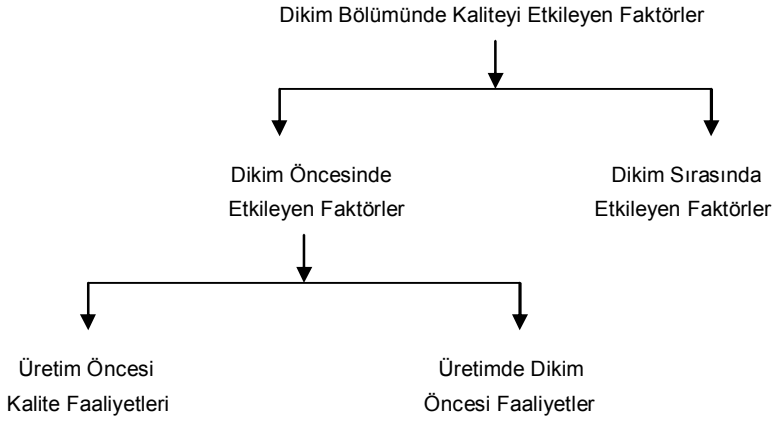 Dikim Bölümünde Kaliteyi Etkileyen Faktörler
Dikim Öncesinde
Etkileyen Faktörler
Dikim Sırasında
Etkileyen Faktörler
Üretim Öncesi
Kalite Faaliyetleri
Üretimde Dikim
Öncesi Faaliyetler